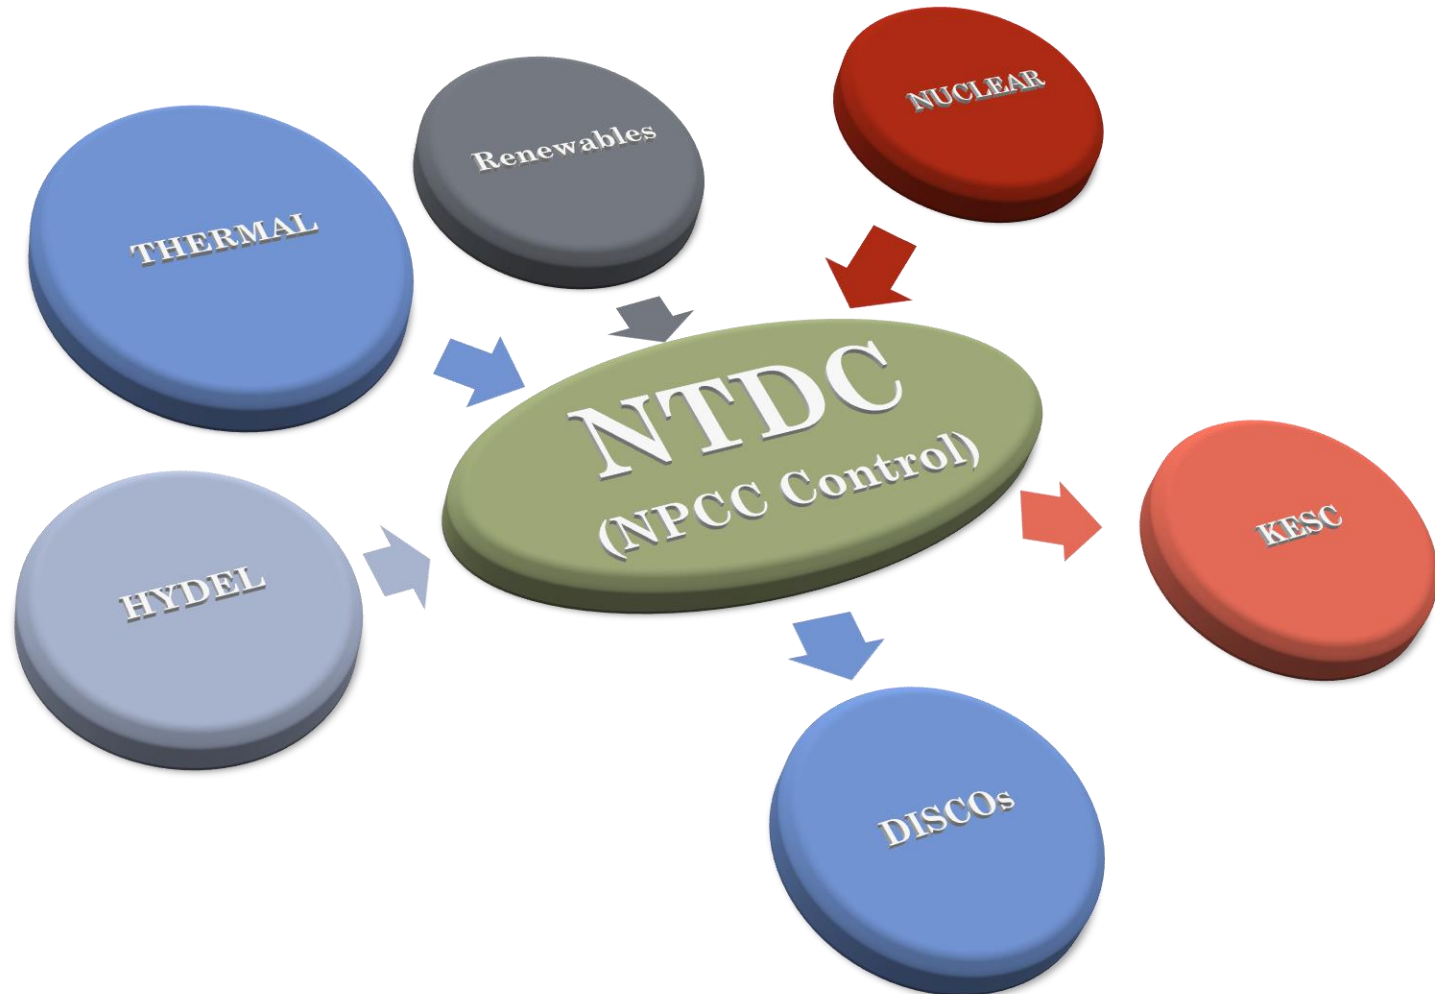 NUCLEAR
Renewables
THERMAL
NTDC
(NPCC Control)
KESC
HYDEL
DISCOs